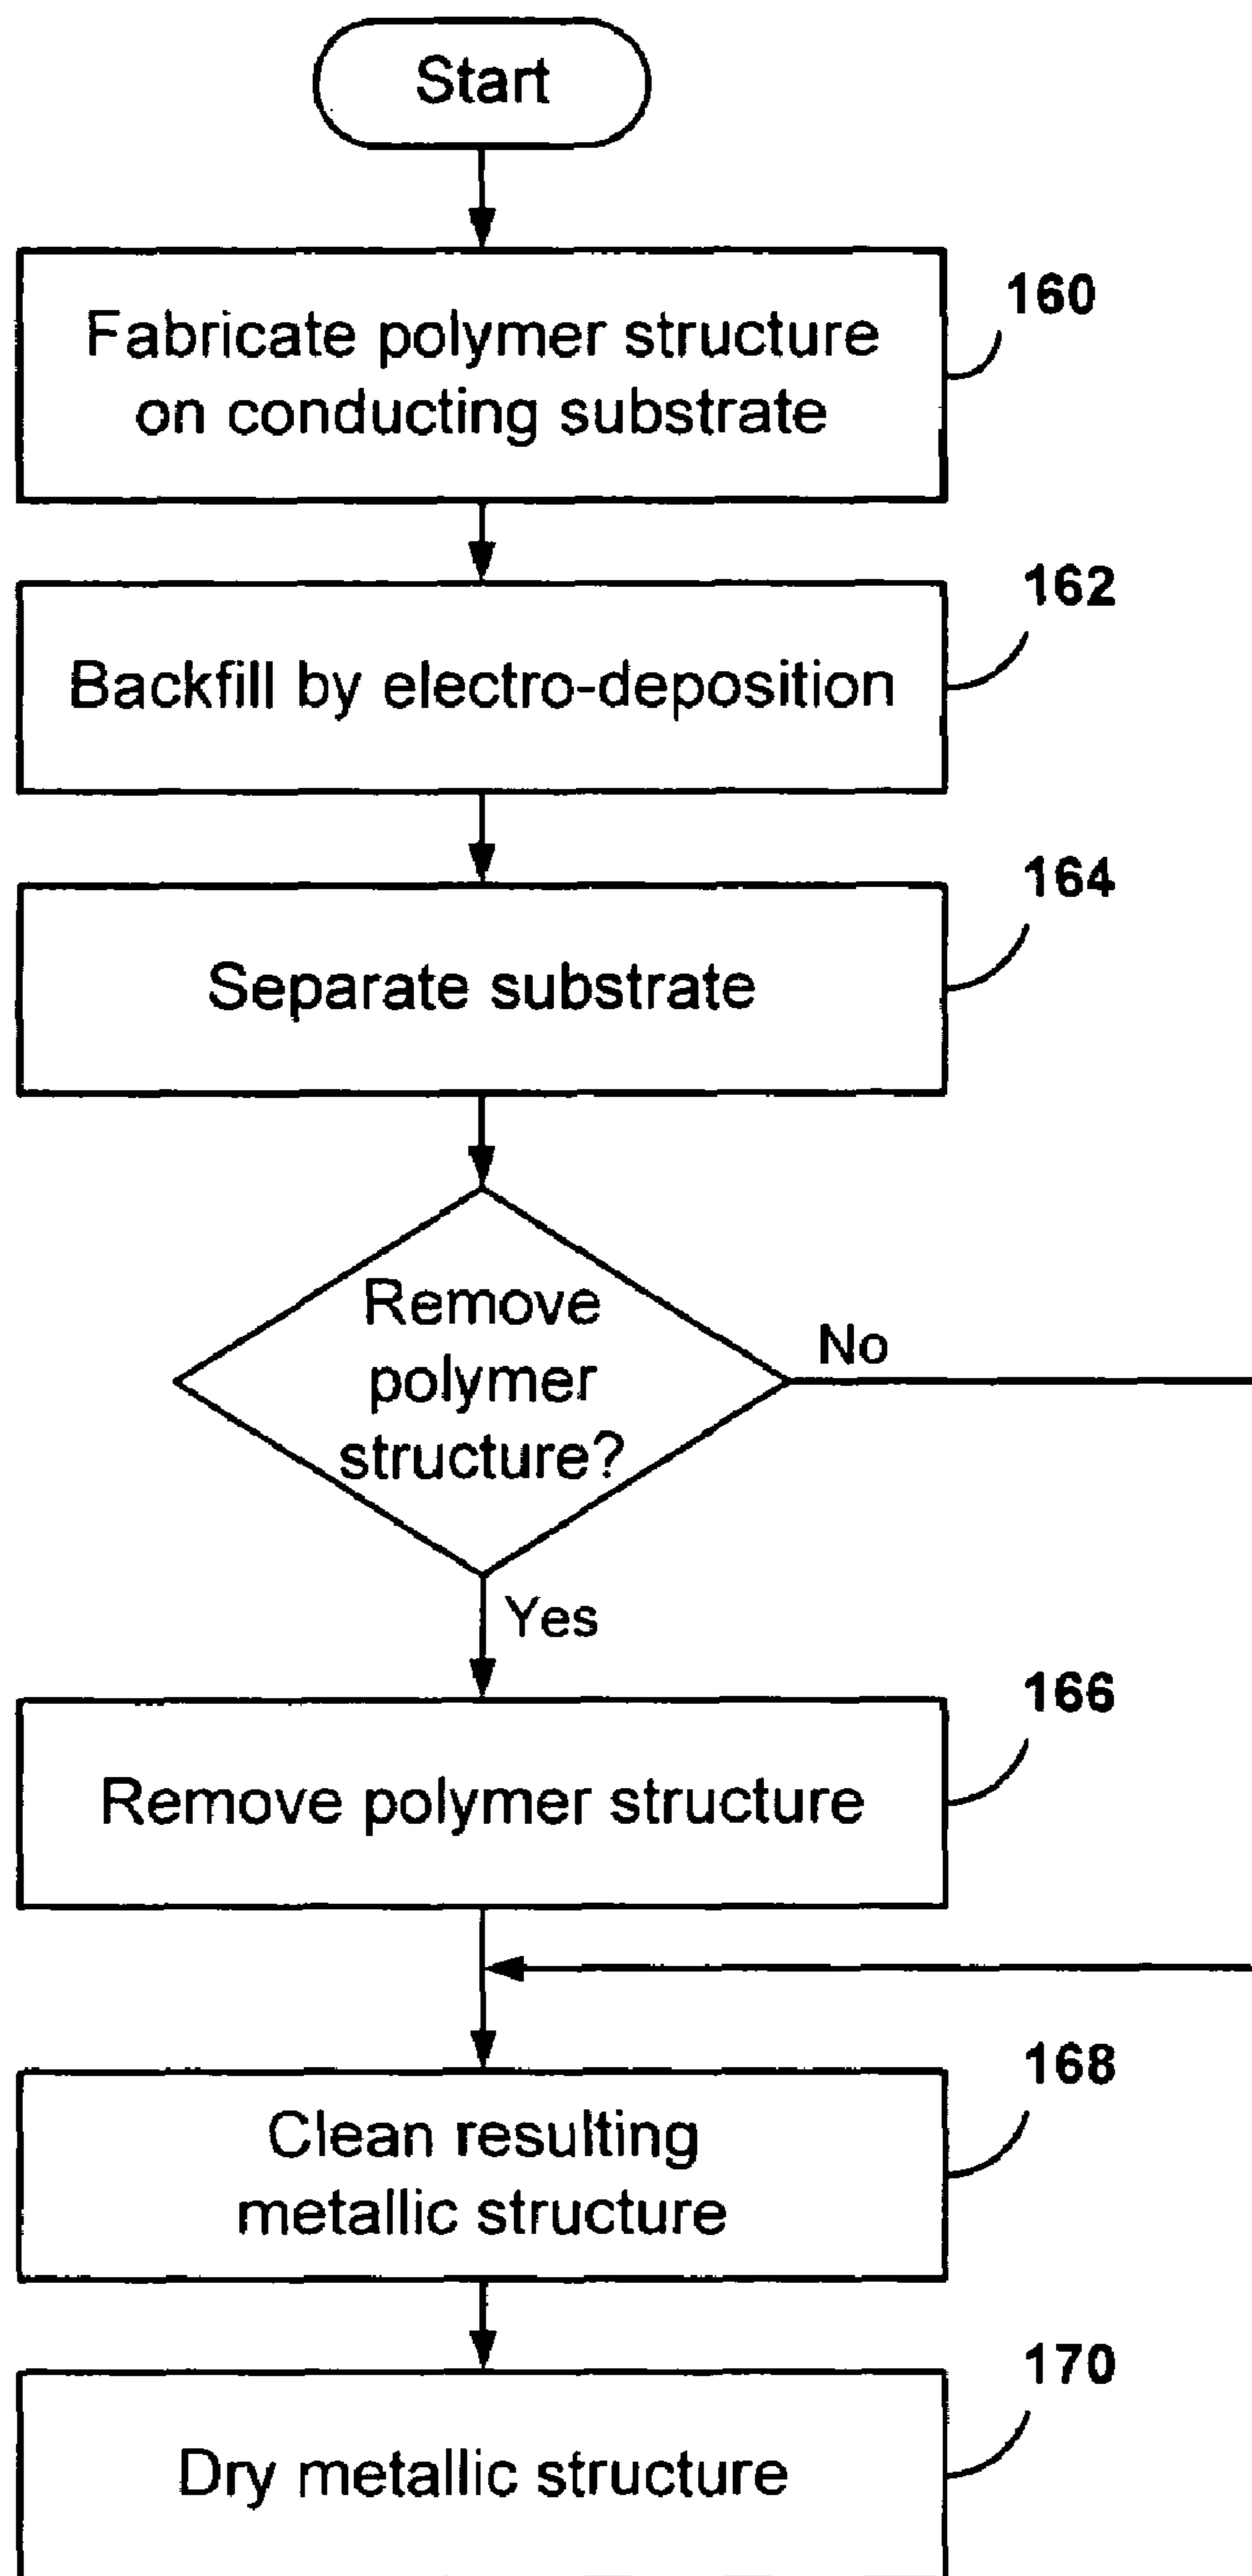 Start
Fabricate polymer structure
on conducting substrate
160
Backfill by electro-deposition
162
Separate substrate
164
Remove
polymer
structure?
No
Yes
Remove polymer structure
166
Clean resulting
metallic structure
168
Dry metallic structure
170